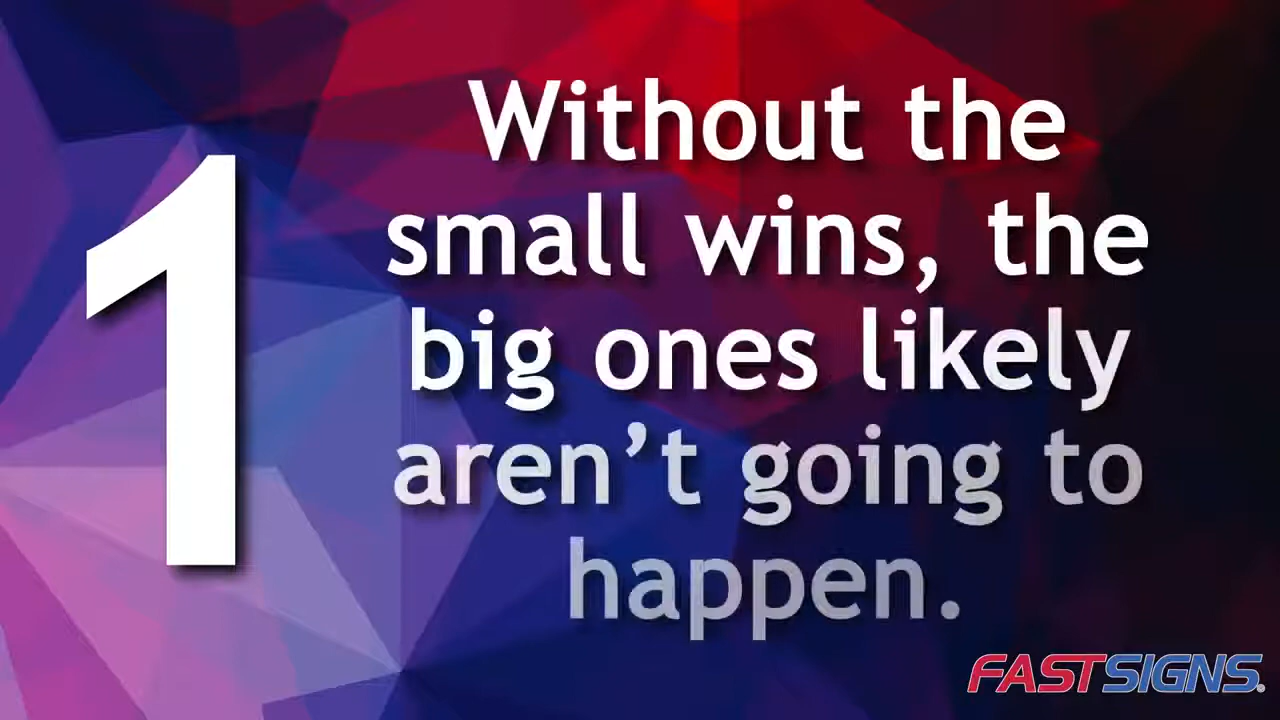 1
Without the
small wins, the
big ones likely
aren’t going to
happen.
FASTSIGNS®